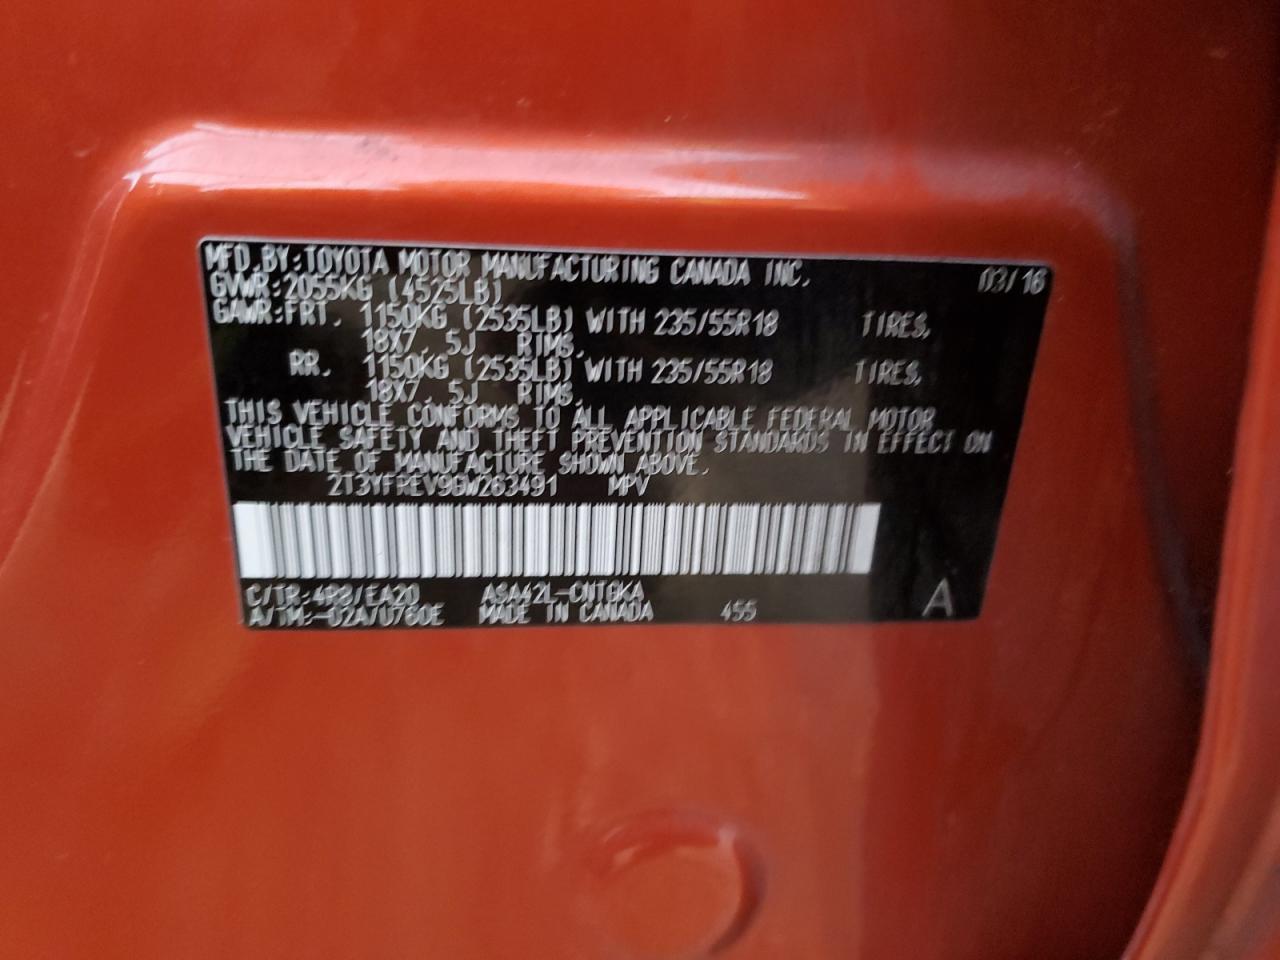 MFD. BY: TOYOTA MOTOR MANUFACTURING CANADA INC. 03/16
GVWR: 2055KG (4525LB)
GAWR: FRT. 1150KG (2535LB) WITH 235/55R18 TIRES,
18X7. 5J RIMS,
RR. 1150KG (2535LB) WITH 235/55R18 TIRES,
18X7. 5J RIMS,
THIS VEHICLE CONFORMS TO ALL APPLICABLE FEDERAL MOTOR
VEHICLE SAFETY AND THEFT PREVENTION STANDARDS IN EFFECT ON
THE DATE OF MANUFACTURE SHOWN ABOVE.
2T3YFREV9GW263491 MPV
C/TR: 4R8/EA20 ASA42L-CNTGKA
A/TM: -02A/U760E MADE IN CANADA 455 A